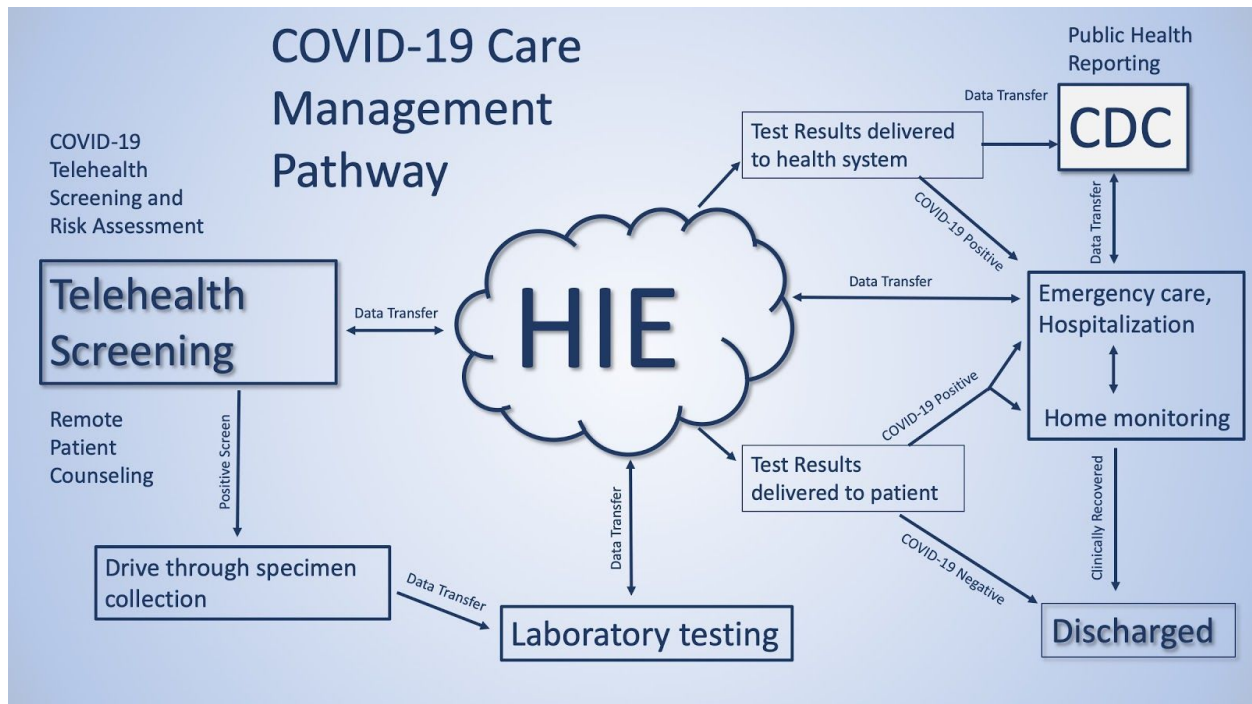 COVID-19 Care
Management
Pathway
COVID-19
Telehealth
Screening and
Risk Assessment
Telehealth
Screening
Data Transfer
HIE
Remote
Patient
Counseling
Positive Screen
Drive through specimen
collection
Data Transfer
Laboratory testing
Data Transfer
Test Results delivered
to health system
Data Transfer
Public Health
Reporting
CDC
COVID-19 Positive
Data Transfer
Data Transfer
Emergency care,
Hospitalization
Home monitoring
COVID-19 Positive
Test Results
delivered to patient
COVID-19 Negative
Clinically Recovered
Discharged